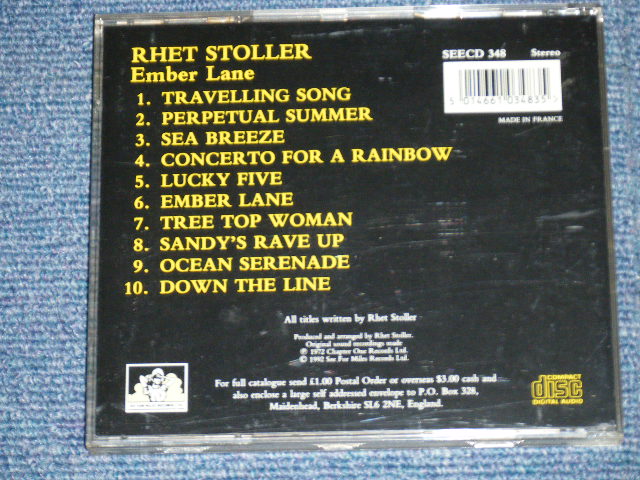 RHET STOLLER
Ember Lane
1. TRAVELLING SONG
2. PERPETUAL SUMMER
3. SEA BREEZE
4. CONCERTO FOR A RAINBOW
5. LUCKY FIVE
6. EMBER LANE
7. TREE TOP WOMAN
8. SANDY'S RAVE UP
9. OCEAN SERENADE
10. DOWN THE LINE
SEECD 348 Stereo
5 014661 034835
MADE IN FRANCE
All titles written by Rhet Stoller
Produced and arranged by Rhet Stoller.
Original sound recordings made
℗ 1972 Chapter One Records Ltd.
© 1992 See For Miles Records Ltd.
For full catalogue send £1.00 Postal Order or overseas $3.00 cash and
also enclose a large self addressed envelope to P.O. Box 328,
Maidenhead, Berkshire SL6 2NE, England.
COMPACT
disc
DIGITAL AUDIO